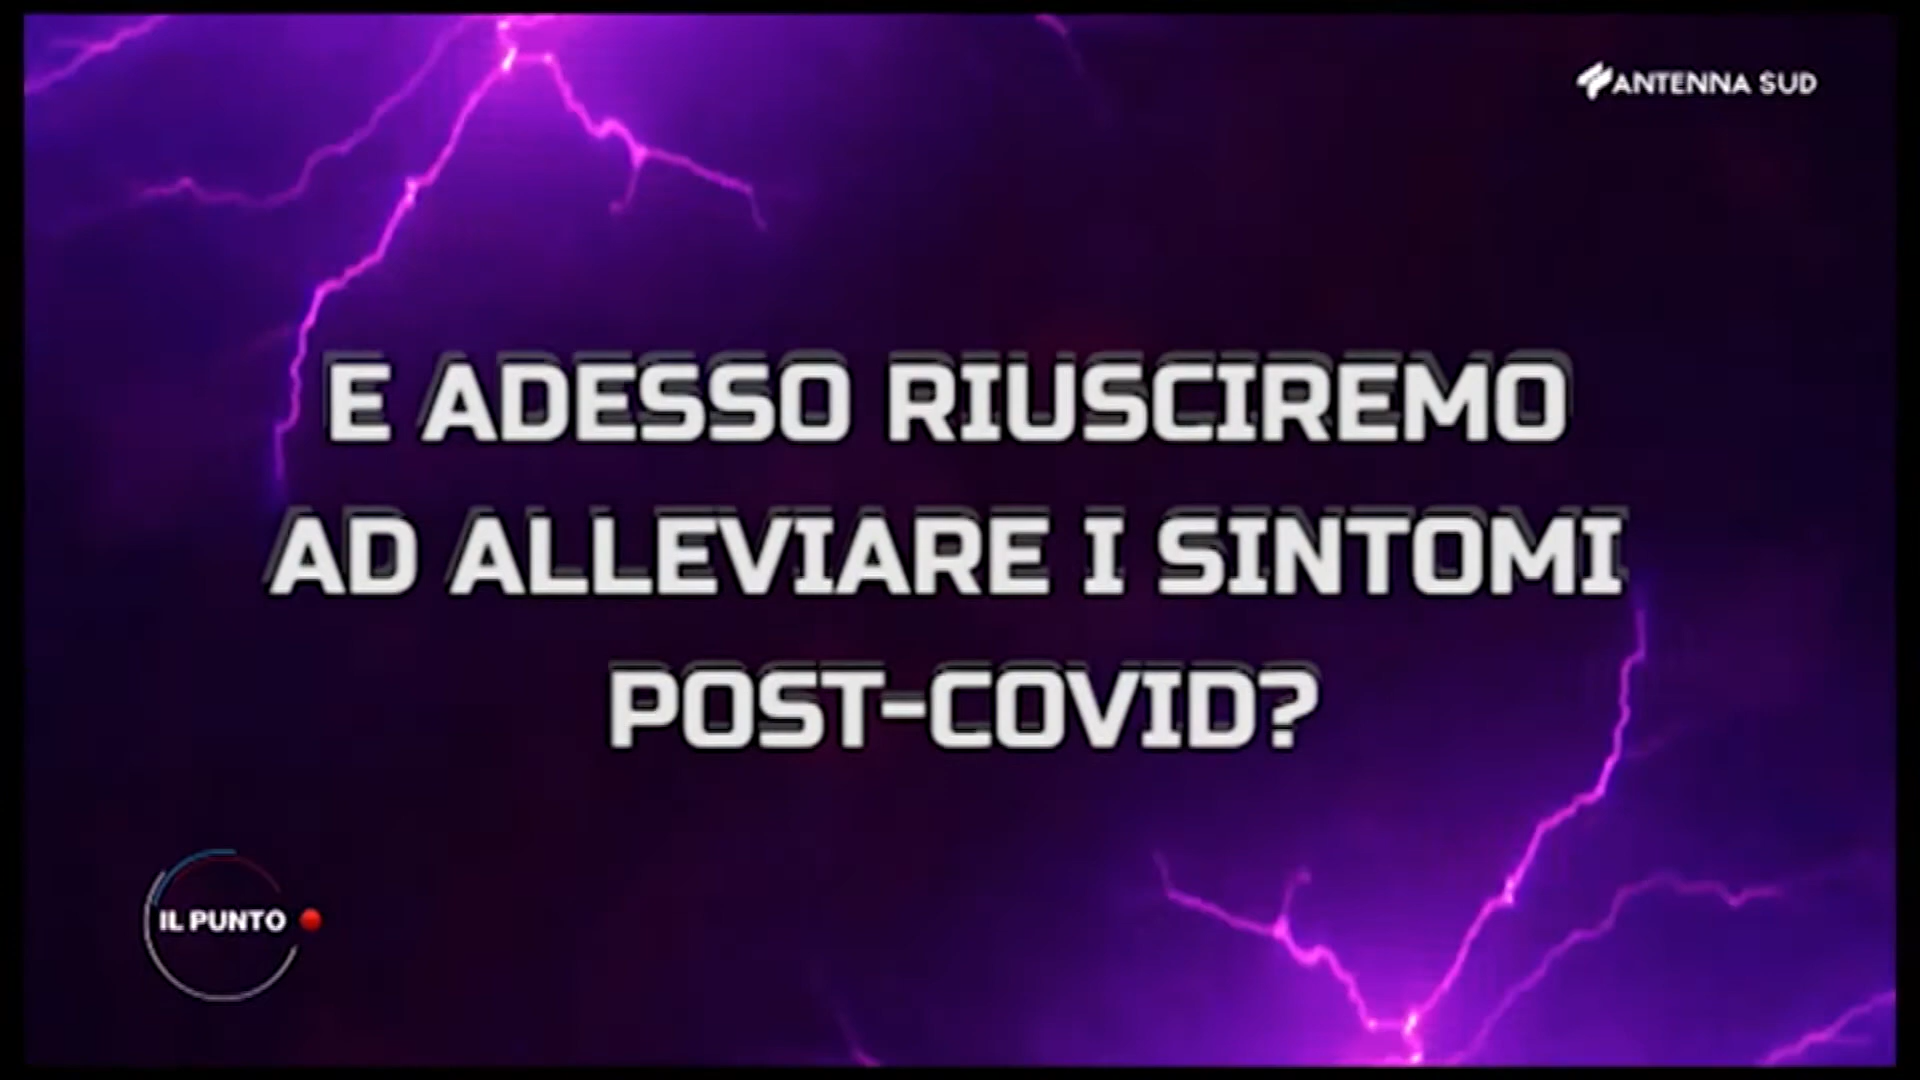 ANTENNA SUD
E ADESSO RIUSCIREMO
AD ALLEVIARE I SINTOMI
POST-COVID?
IL PUNTO